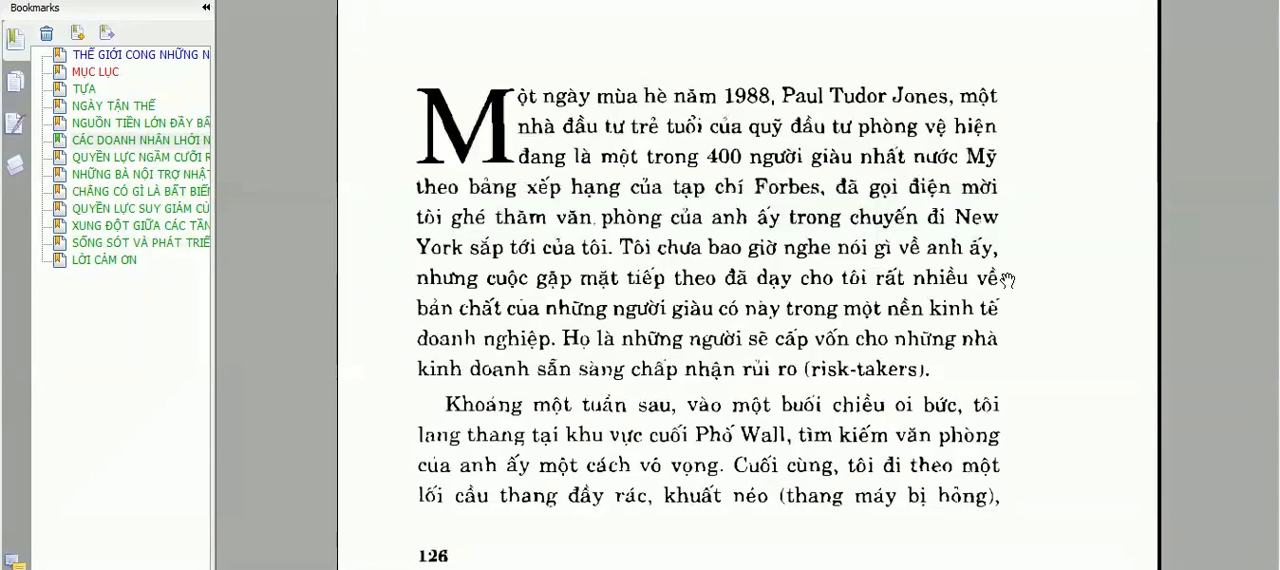 Bookmarks
THẾ GIỚI CONG NHỮNG N
MỤC LỤC
TỰA
NGÀY TẬN THẾ
NGUỒN TIỀN LỚN ĐẦY BẤ
CÁC DOANH NHÂN LHỞI N
QUYỀN LỰC NGẦM CƯỠI R
NHỮNG BÀ NỘI TRỢ NHẬT
CHẲNG CÓ GÌ LÀ BẤT BIẾN
QUYỀN LỰC SUY GIẢM CỦ
XUNG ĐỘT GIỮA CÁC TẦN
SỐNG SÓT VÀ PHÁT TRIỂ
LỜI CẢM ƠN
Một ngày mùa hè năm 1988, Paul Tudor Jones, một
nhà đầu tư trẻ tuổi của quỹ đầu tư phòng vệ hiện
đang là một trong 400 người giàu nhất nước Mỹ
theo bảng xếp hạng của tạp chí Forbes, đã gọi điện mời
tôi ghé thăm văn phòng của anh ấy trong chuyến đi New
York sắp tới của tôi. Tôi chưa bao giờ nghe nói gì về anh ấy,
nhưng cuộc gặp mặt tiếp theo đã dạy cho tôi rất nhiều về
bản chất của những người giàu có này trong một nền kinh tế
doanh nghiệp. Họ là những người sẽ cấp vốn cho những nhà
kinh doanh sẵn sàng chấp nhận rủi ro (risk-takers).
Khoảng một tuần sau, vào một buổi chiều oi bức, tôi
lang thang tại khu vực cuối Phố Wall, tìm kiếm văn phòng
của anh ấy một cách vô vọng. Cuối cùng, tôi đi theo một
lối cầu thang đầy rác, khuất nẻo (thang máy bị hỏng),
126